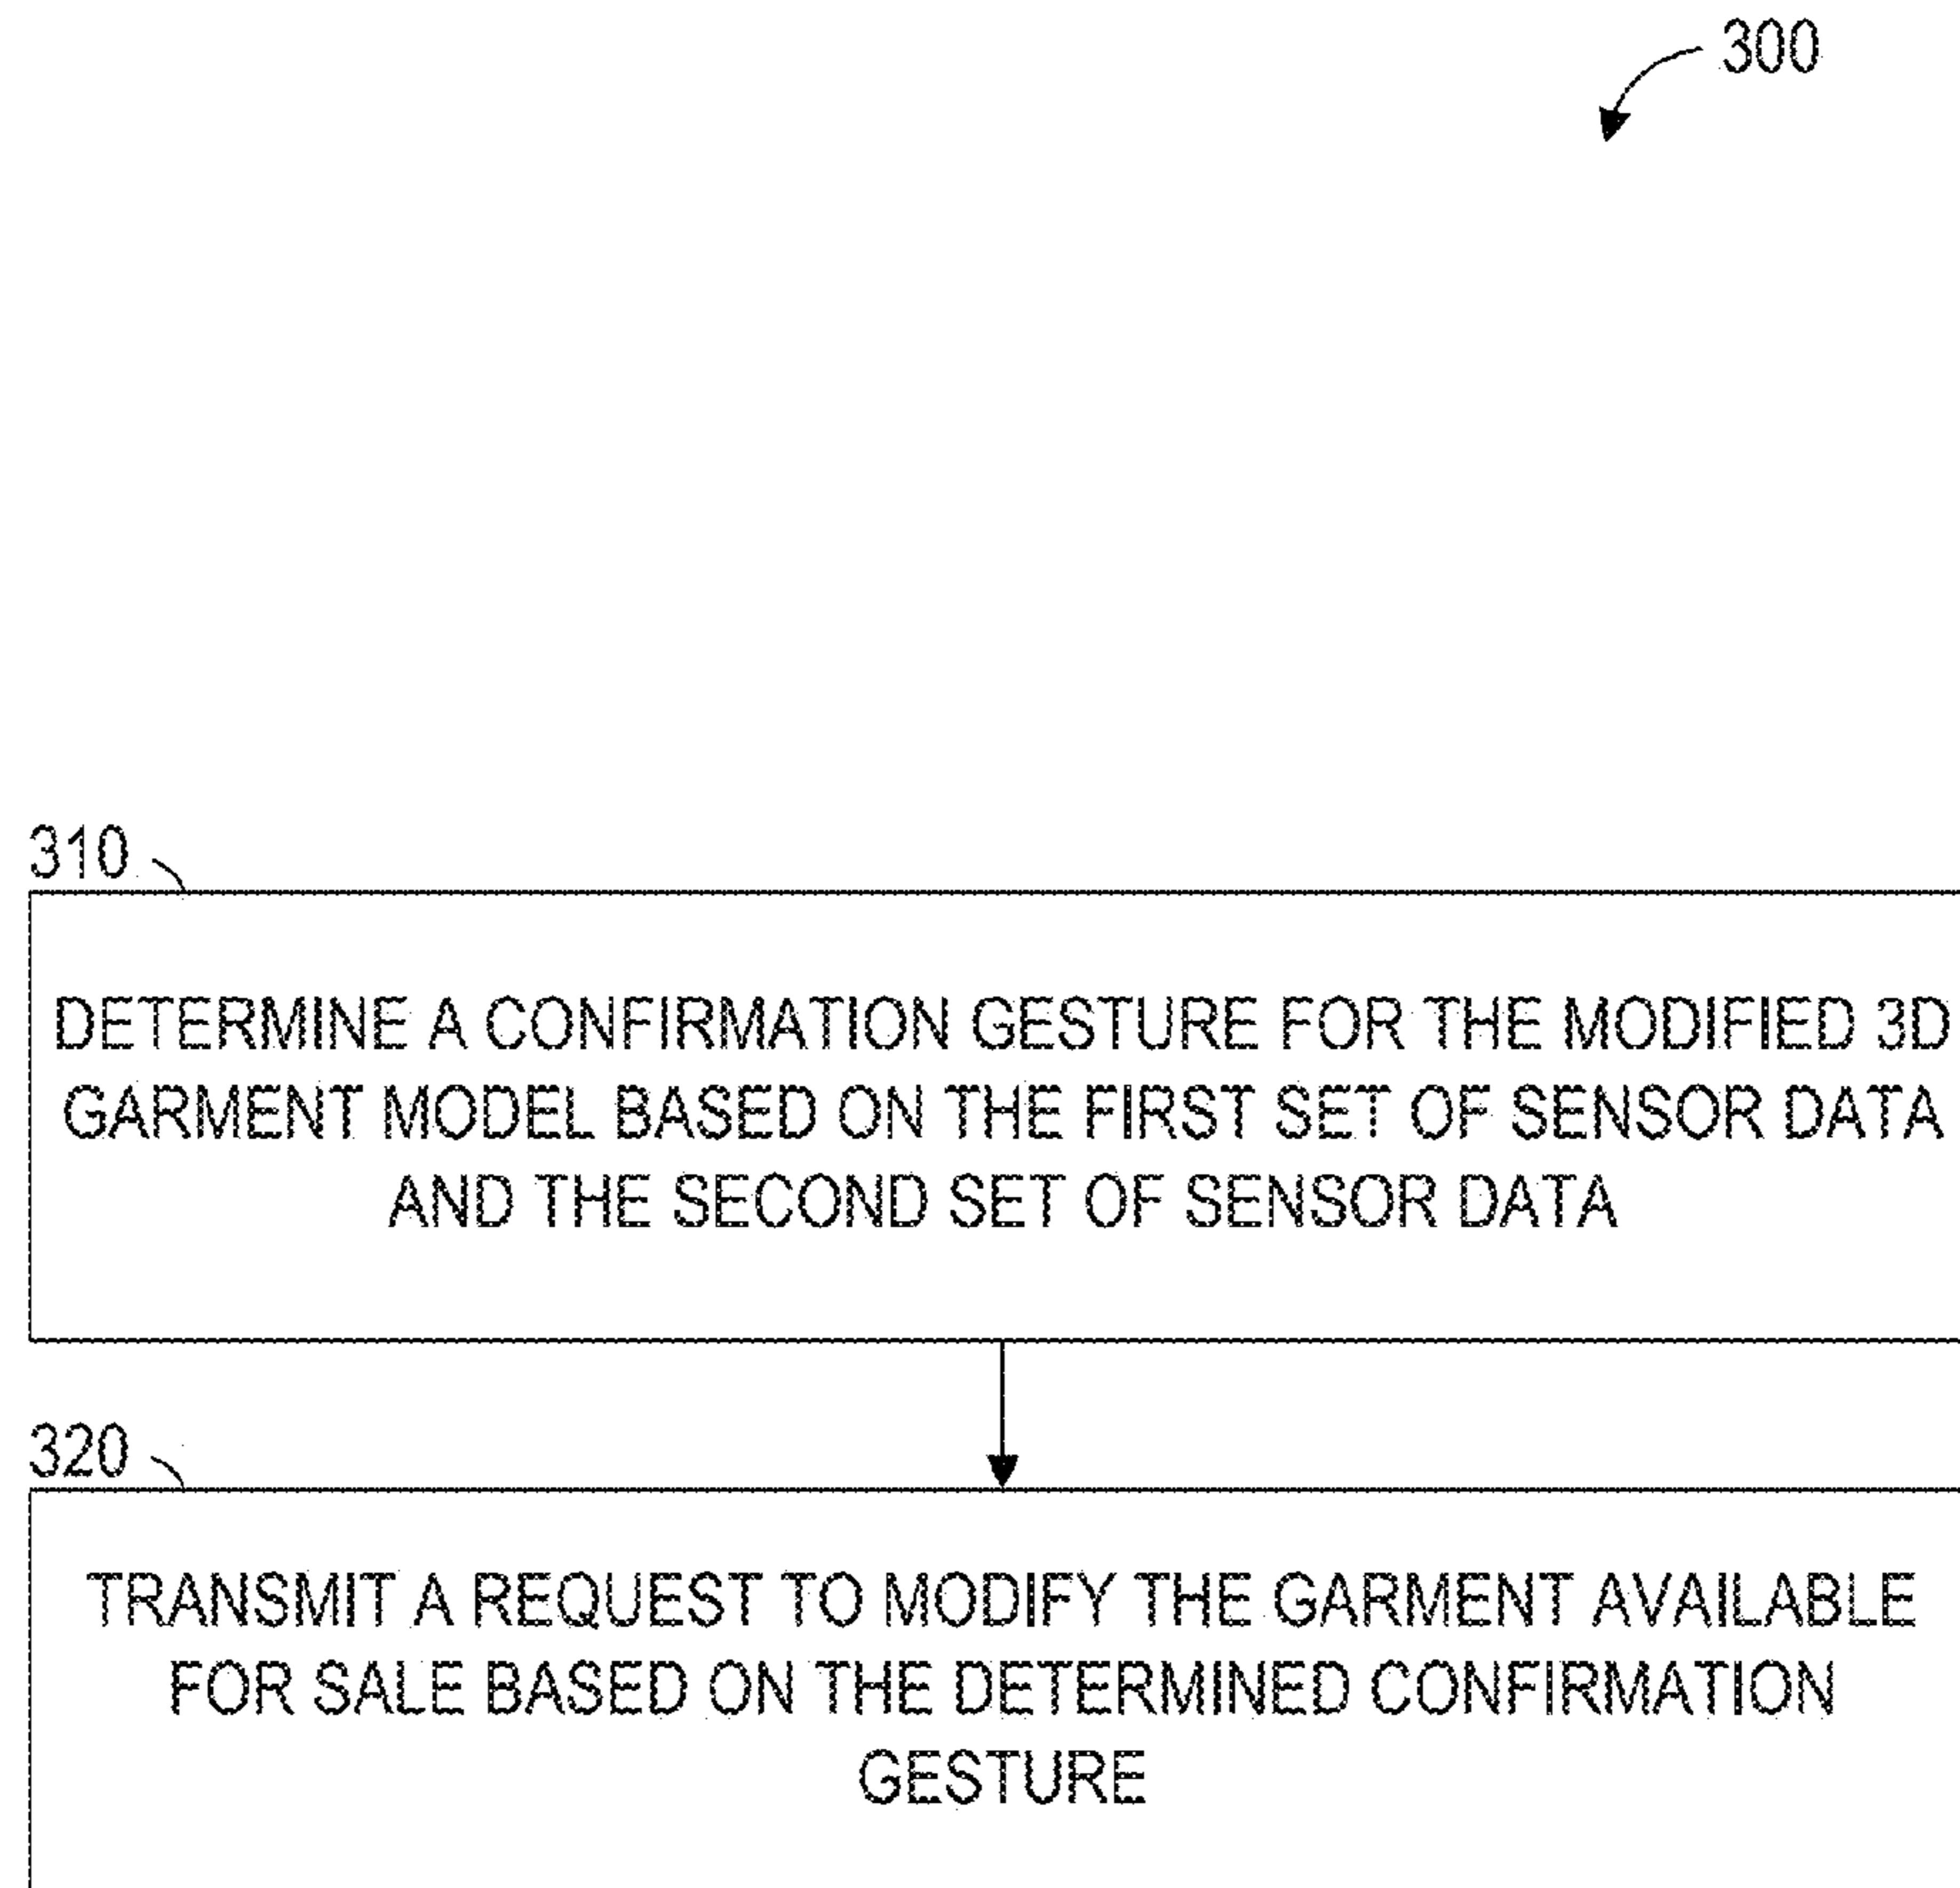 300
310
DETERMINE A CONFIRMATION GESTURE FOR THE MODIFIED 3D
GARMENT MODEL BASED ON THE FIRST SET OF SENSOR DATA
AND THE SECOND SET OF SENSOR DATA
320
TRANSMIT A REQUEST TO MODIFY THE GARMENT AVAILABLE
FOR SALE BASED ON THE DETERMINED CONFIRMATION
GESTURE